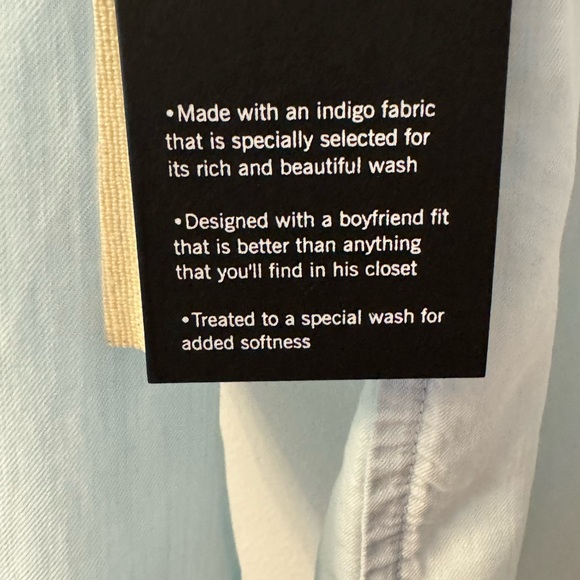 •Made with an indigo fabric
that is specially selected for
its rich and beautiful wash
•Designed with a boyfriend fit
that is better than anything
that you'll find in his closet
•Treated to a special wash for
added softness